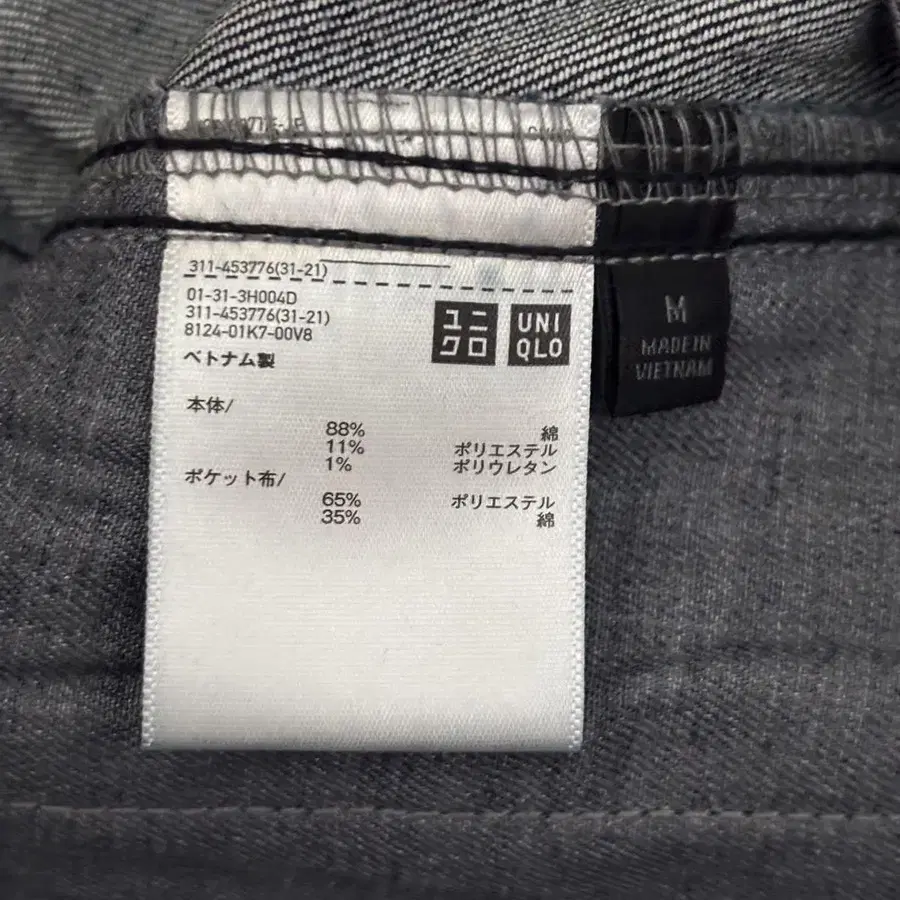 311-453776(31-21)
01-31-3H004D
311-453776(31-21)
8124-01K7-00V8
ベトナム製
ユニ
クロ
UNI
QLO
M
MADE IN
VIETNAM
本体/
88% 綿
11% ポリエステル
1% ポリウレタン
ポケット布/
65% ポリエステル
35% 綿